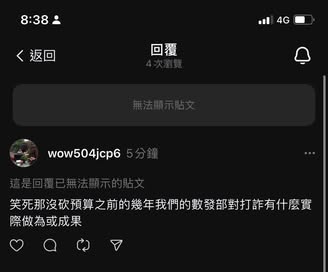 8:38 4G
返回 回覆
4 次瀏覽
無法顯示貼文
wow504jcp6 5分鐘
這是回覆已無法顯示的貼文
笑死那沒砍預算之前的幾年我們的數發部對打詐有什麼實
際做為或成果